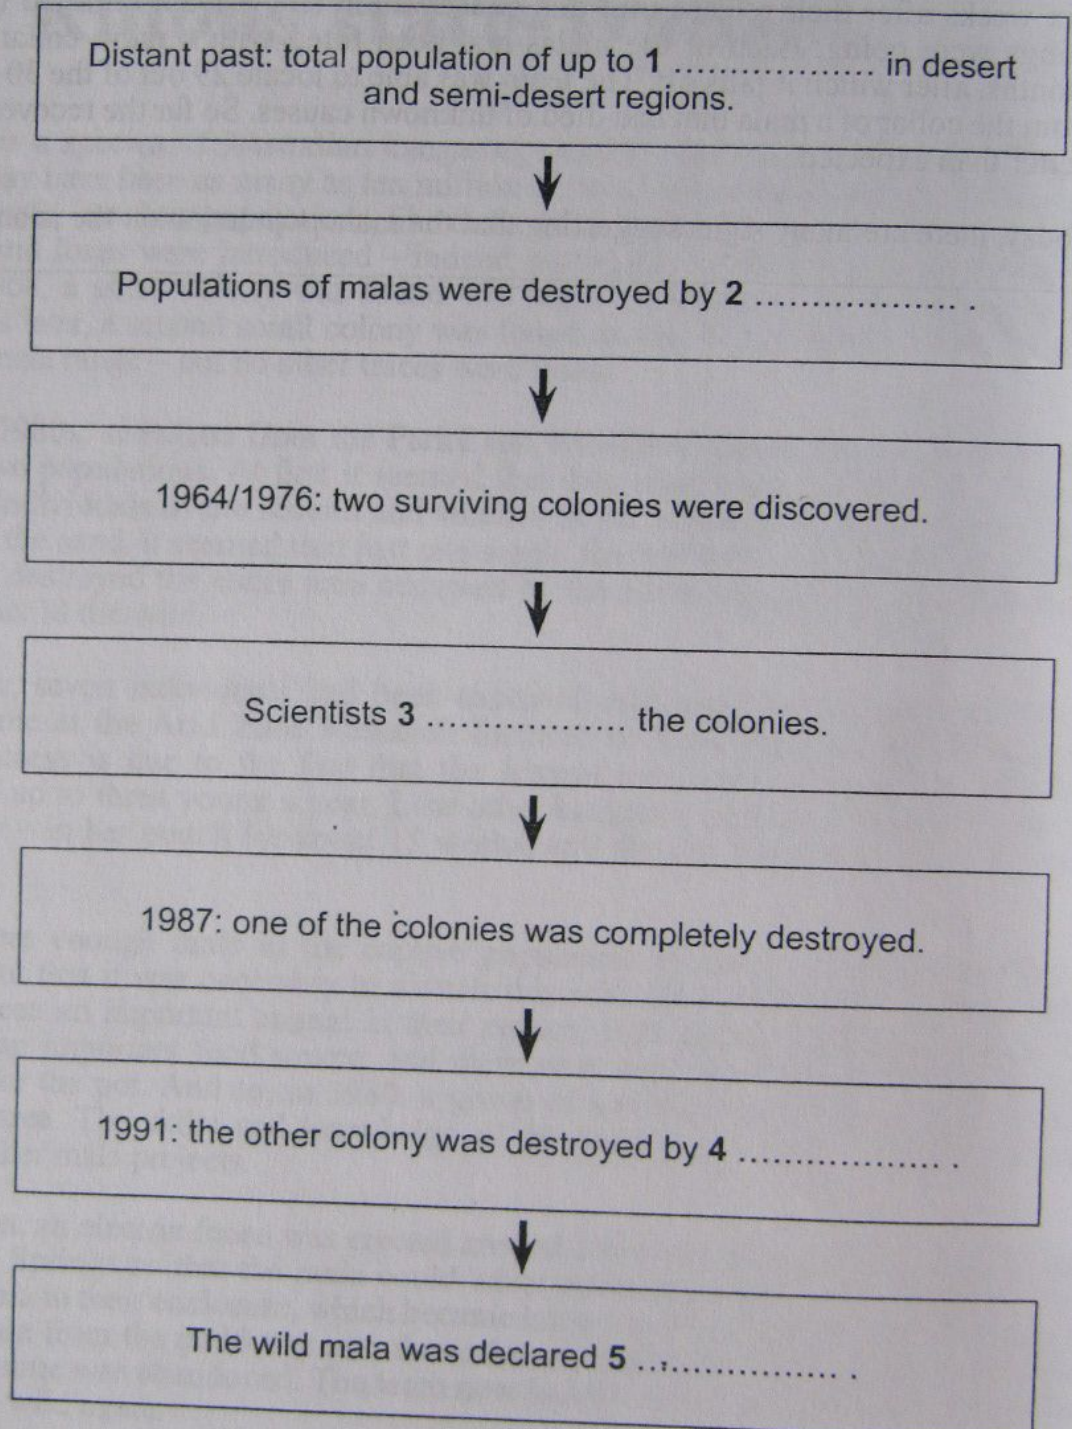 Distant past: total population of up to 1 .................... in desert
and semi-desert regions.
Populations of malas were destroyed by 2 .................... .
1964/1976: two surviving colonies were discovered.
Scientists 3 .................... the colonies.
1987: one of the colonies was completely destroyed.
1991: the other colony was destroyed by 4 .................... .
The wild mala was declared 5 .................... .